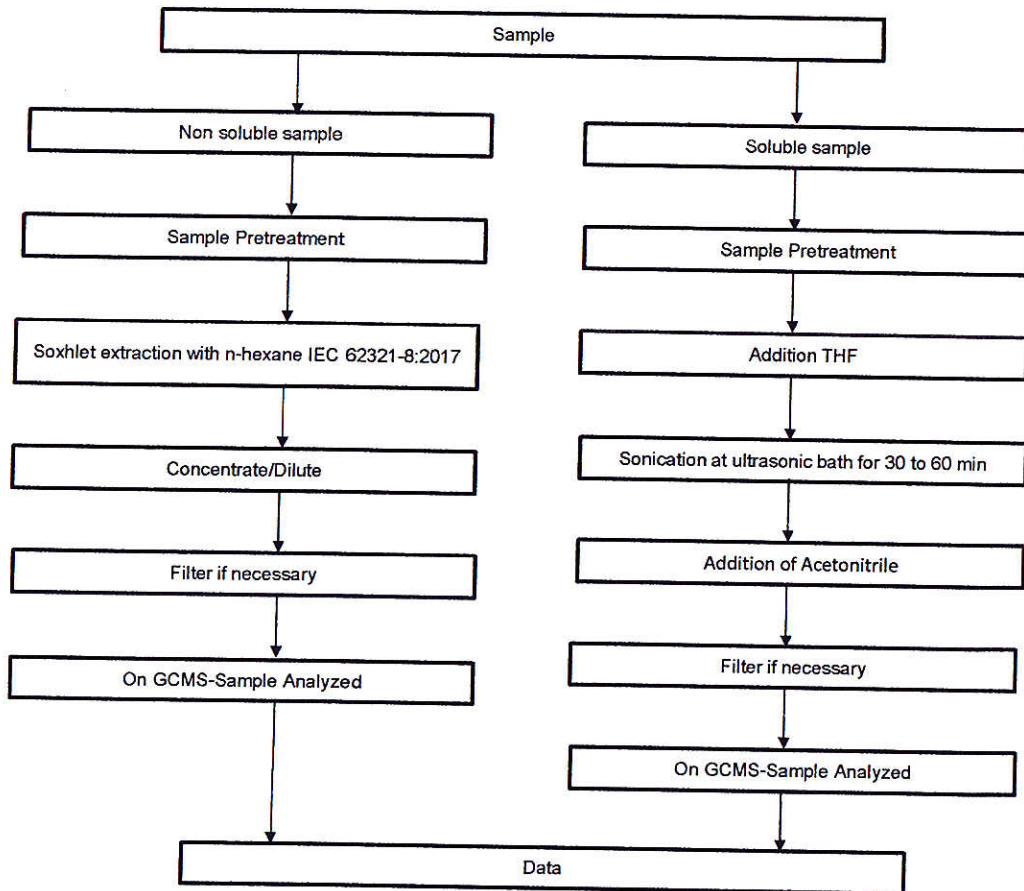 Sample
Non soluble sample
Sample Pretreatment
Soxhlet extraction with n-hexane IEC 62321-8:2017
Concentrate/Dilute
Filter if necessary
On GCMS-Sample Analyzed
Soluble sample
Sample Pretreatment
Addition THF
Sonication at ultrasonic bath for 30 to 60 min
Addition of Acetonitrile
Filter if necessary
On GCMS-Sample Analyzed
Data